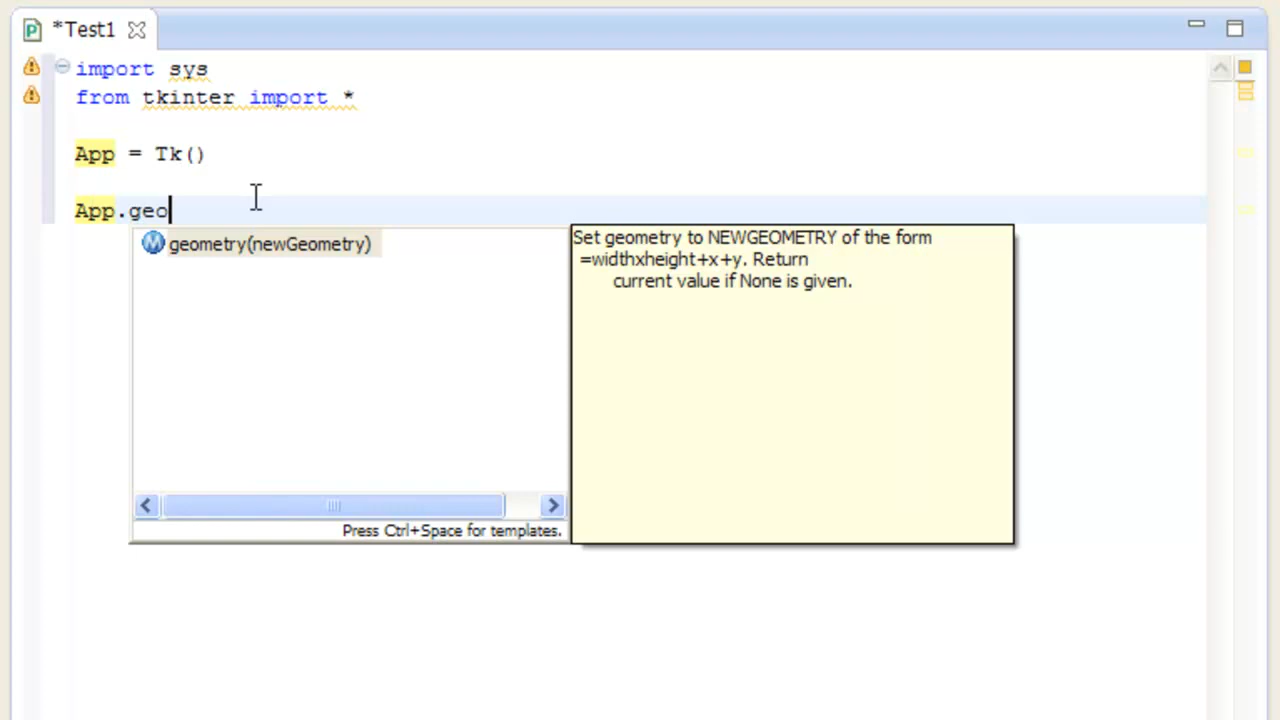 *Test1
import sys
from tkinter import *
App = Tk()
App.geo
geometry(newGeometry)
Press Ctrl+Space for templates.
Set geometry to NEWGEOMETRY of the form
=widthxheight+x+y. Return
current value if None is given.